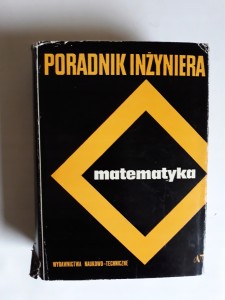 PORADNIK INŻYNIERA
matematyka
WYDAWNICTWA NAUKOWO-TECHNICZNE